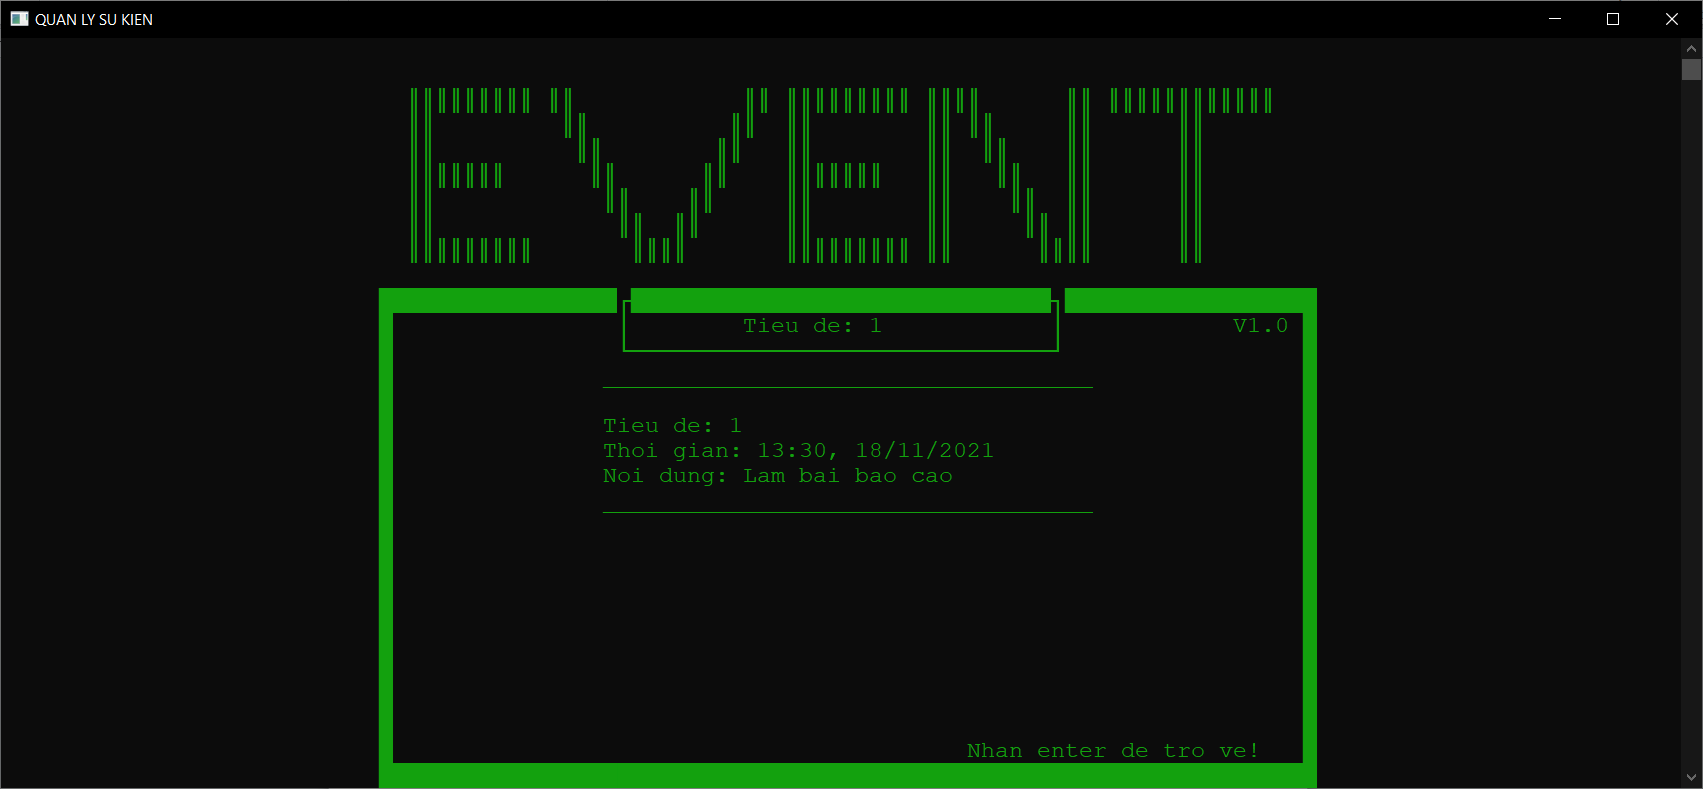 QUAN LY SU KIEN
EVENT
Tieu de: 1
V1.0
Tieu de: 1
Thoi gian: 13:30, 18/11/2021
Noi dung: Lam bai bao cao
Nhan enter de tro ve!